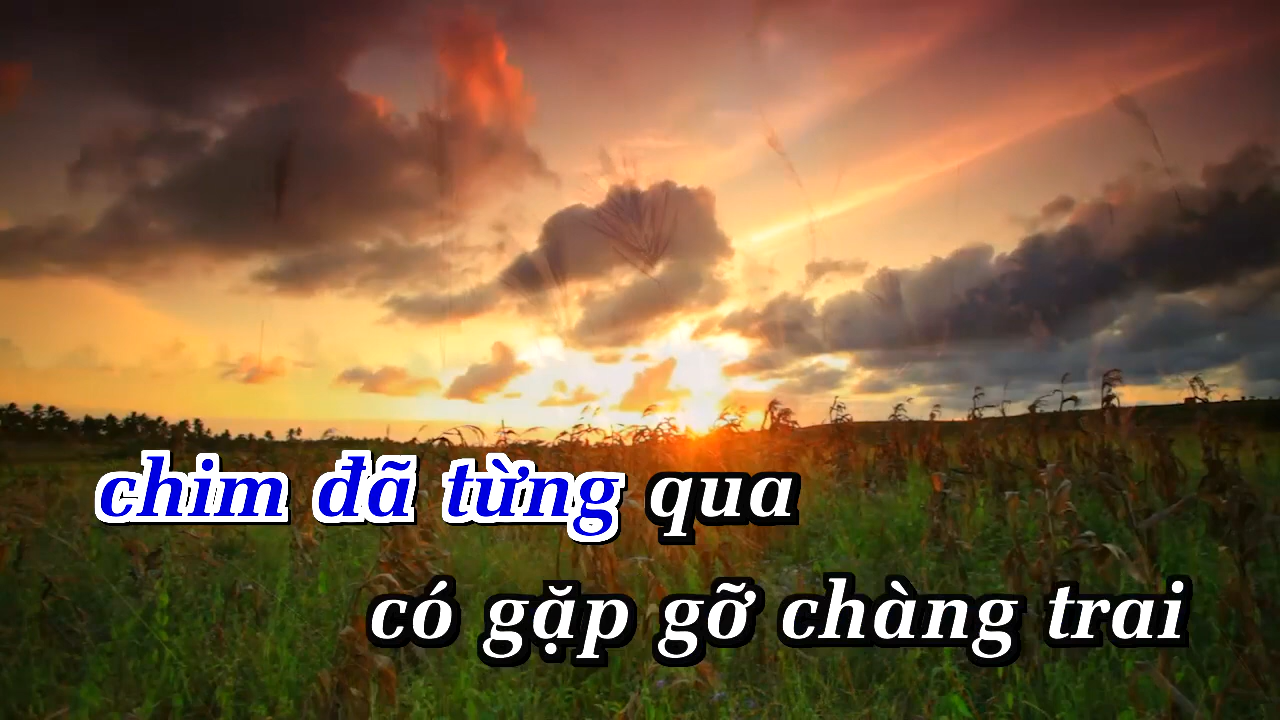 chim đã từng qua
có gặp gỡ chàng trai